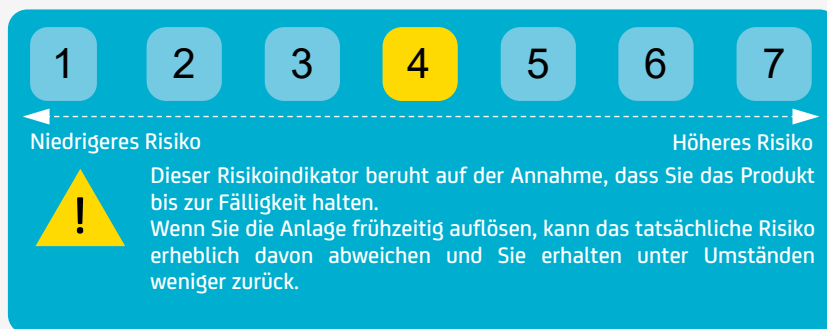 1 2 3 4 5 6 7
Niedrigeres Risiko Höheres Risiko
!
Dieser Risikoindikator beruht auf der Annahme, dass Sie das Produkt
bis zur Fälligkeit halten.
Wenn Sie die Anlage frühzeitig auflösen, kann das tatsächliche Risiko
erheblich davon abweichen und Sie erhalten unter Umständen
weniger zurück.